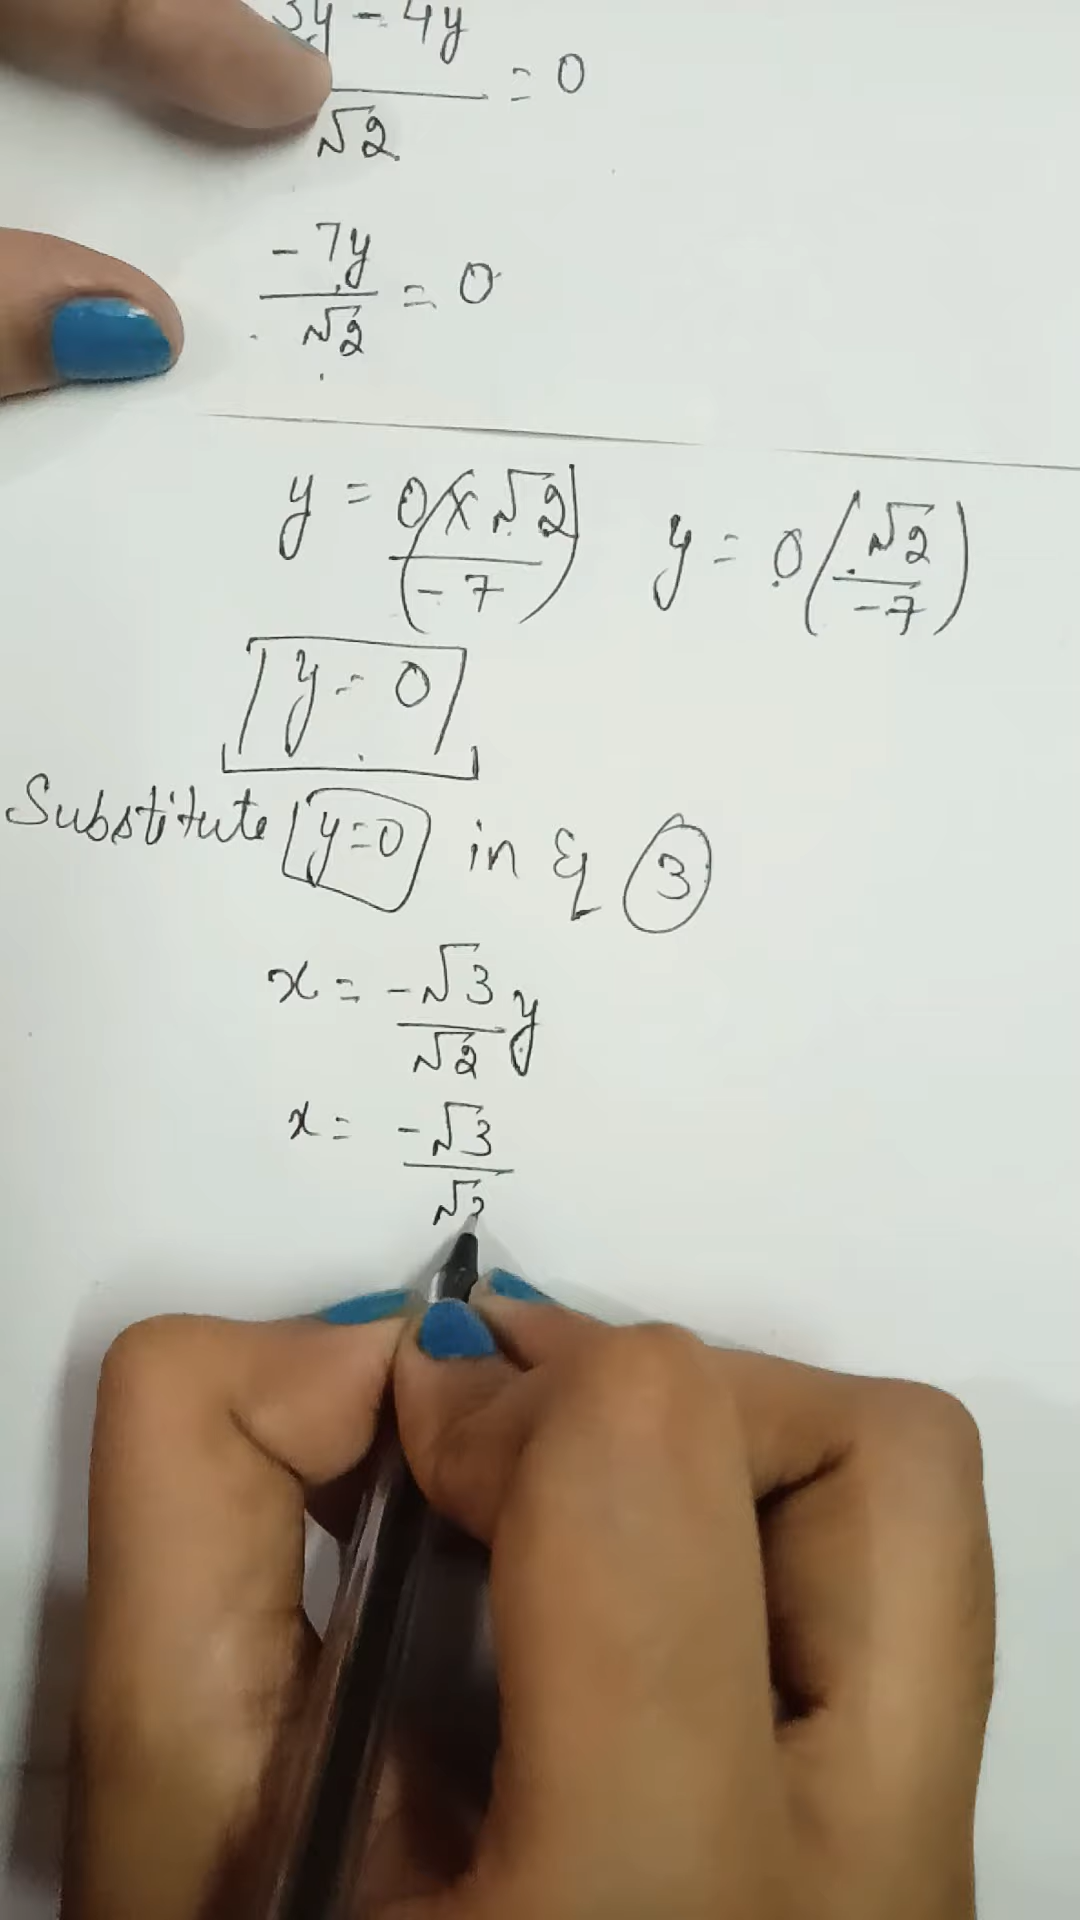 3y - 4y / √2 = 0
-7y / √2 = 0
y = 0 × √2 / (-7) y = 0 (√2 / -7)
y = 0
Substitute y=0 in Eq 3
x = -√3 / √2 y
x = -√3 / √2